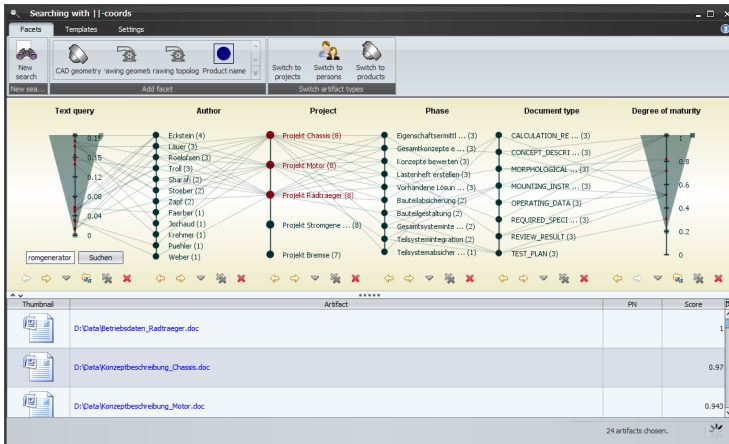 Searching with ||-coords
Facets Templates Settings
New search
CAD geometry rawing geometr rawing topolog Product name
Switch to projects Switch to persons Switch to products
New sea... Add facet Switch artifact types
Text query Author Project Phase Document type Degree of maturity
0.18
0.15
0.12
0.08
0.04
0
romgenerator Suchen
Eckstein (4)
Lauer (3)
Roelofsen (3)
Troll (3)
Sharafi (2)
Stoeber (2)
Zapf (2)
Faerber (1)
Jochaud (1)
Krehmer (1)
Puehler (1)
Weber (1)
Projekt Chassis (8)
Projekt Motor (8)
Projekt Radtraeger (8)
Projekt Stromgene ... (8)
Projekt Bremse (7)
Eigenschaftsermittl ... (3)
Gesamtkonzepte e ... (3)
Konzepte bewerten (3)
Lastenheft erstellen (3)
Vorhandene Lösun ... (3)
Bauteilabsicherung (2)
Bauteilgestaltung (2)
Gesamtsysteminte ... (2)
Teilsystemintegration (2)
Teilsystemabsicher ... (1)
CALCULATION_RE ... (3)
CONCEPT_DESCRI ... (3)
MORPHOLOGICAL ... (3)
MOUNTING_INSTR ... (3)
OPERATING_DATA (3)
REQUIRED_SPECI ... (3)
REVIEW_RESULT (3)
TEST_PLAN (3)
1
0.8
0.6
0.4
0.2
0
Thumbnail Artifact PN Score
D:\Data\Betriebsdaten_Radtraeger.doc 1
D:\Data\Konzeptbeschreibung_Chassis.doc 0.97
D:\Data\Konzeptbeschreibung_Motor.doc 0.943
24 artifacts chosen.